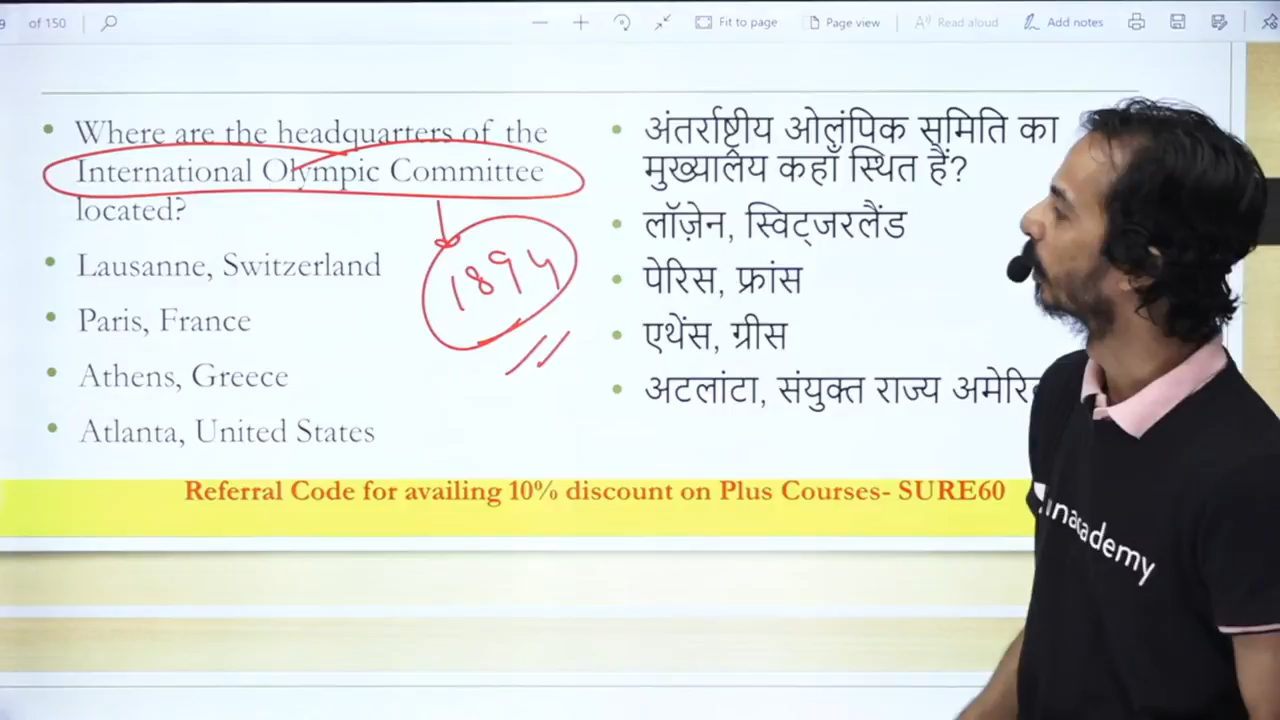 of 150
Fit to page
Page view
Read aloud
Add notes
Where are the headquarters of the
International Olympic Committee
located?
Lausanne, Switzerland
Paris, France
Athens, Greece
Atlanta, United States
1894
अंतर्राष्ट्रीय ओलंपिक समिति का
मुख्यालय कहाँ स्थित हैं?
लॉज़ेन, स्विट्जरलैंड
पेरिस, फ्रांस
एथेंस, ग्रीस
अटलांटा, संयुक्त राज्य
Referral Code for availing 10% discount on Plus Courses- SURE60
unacademy